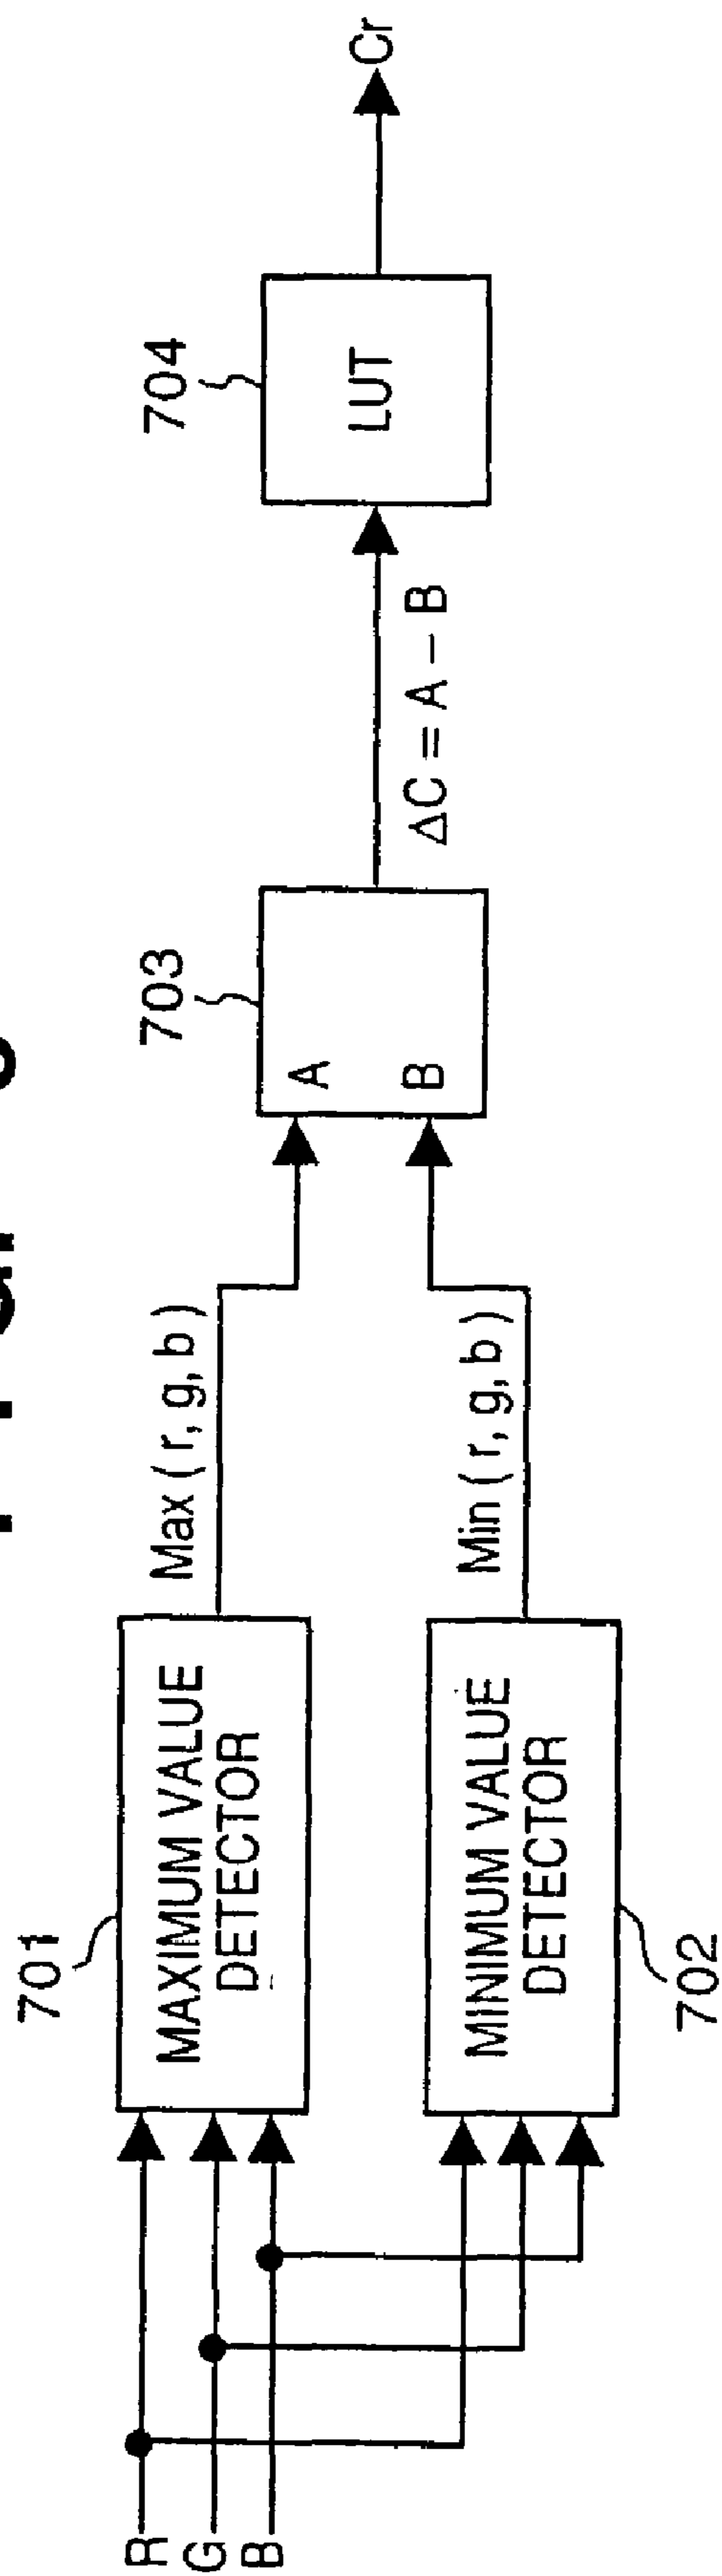 R
G
B
701
MAXIMUM VALUE
DETECTOR
702
MINIMUM VALUE
DETECTOR
Max ( r, g, b )
Min ( r, g, b )
703
A
B
ΔC = A − B
704
LUT
Cr